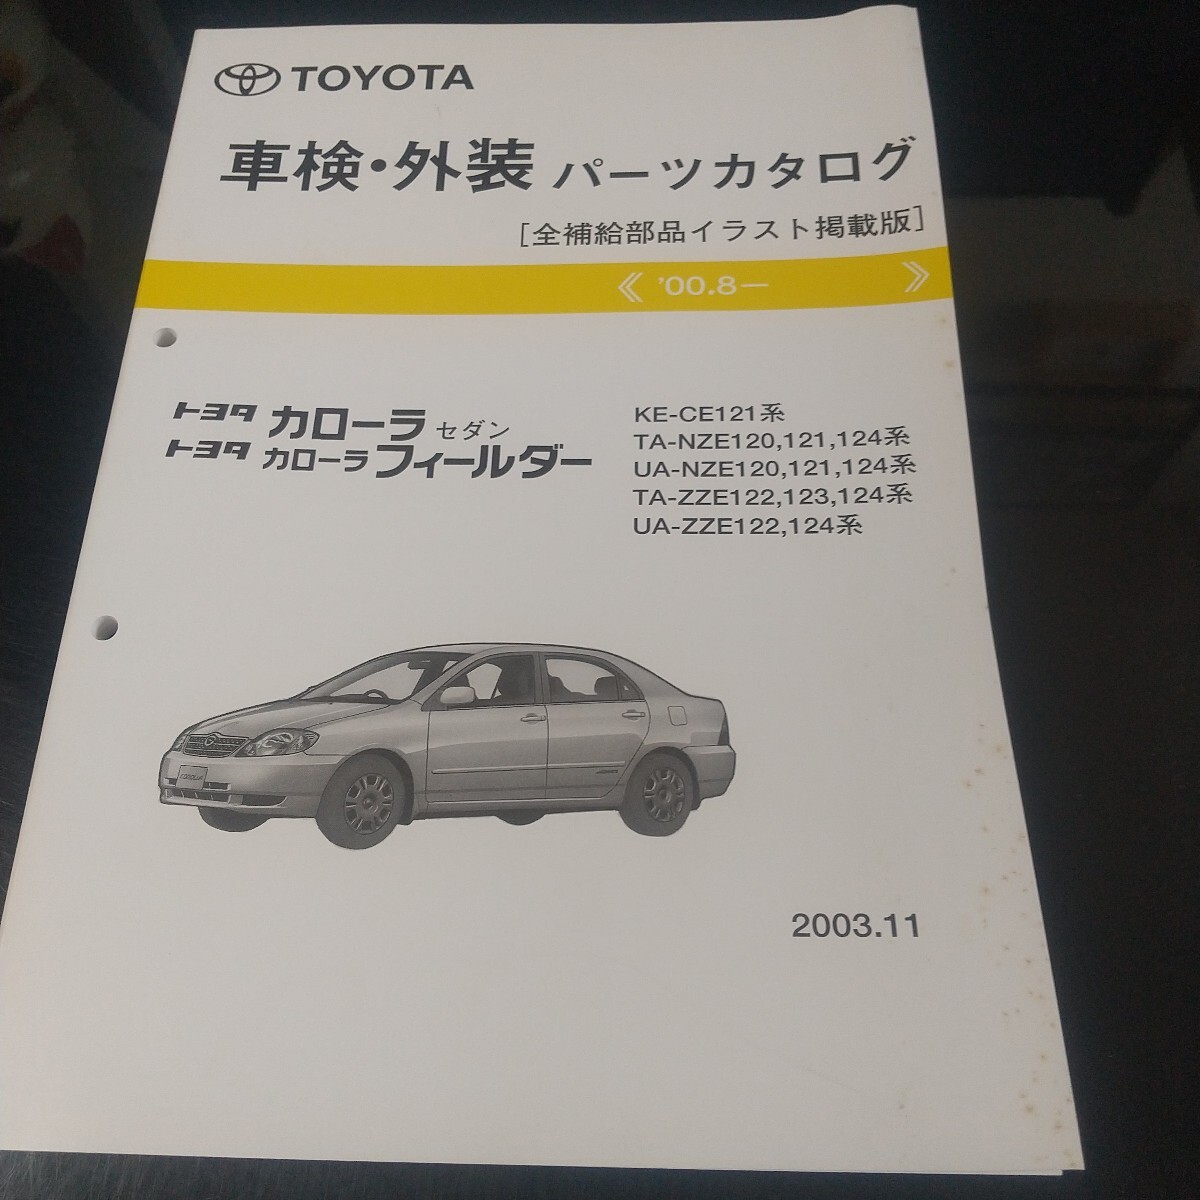 TOYOTA
車検・外装 パーツカタログ
[全補給部品イラスト掲載版]
《 '00.8ー 》
トヨタ カローラ セダン
トヨタ カローラ フィールダー
KE-CE121系
TA-NZE120,121,124系
UA-NZE120,121,124系
TA-ZZE122,123,124系
UA-ZZE122,124系
COROLLA
2003.11